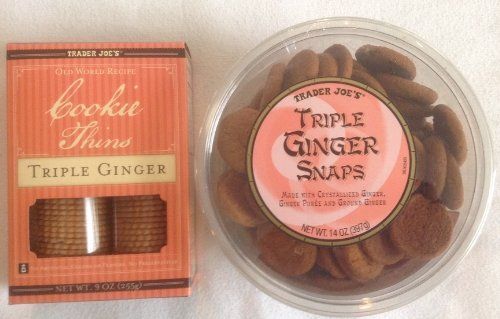 TRADER JOE'S
OLD WORLD RECIPE
Cookie
Thins
TRIPLE GINGER
NET WT. 9 OZ (255g)
TRADER JOE'S
TRIPLE
GINGER
SNAPS
MADE WITH CRYSTALLIZED GINGER,
GINGER PURÉE AND GROUND GINGER
NET WT. 14 OZ (397g)